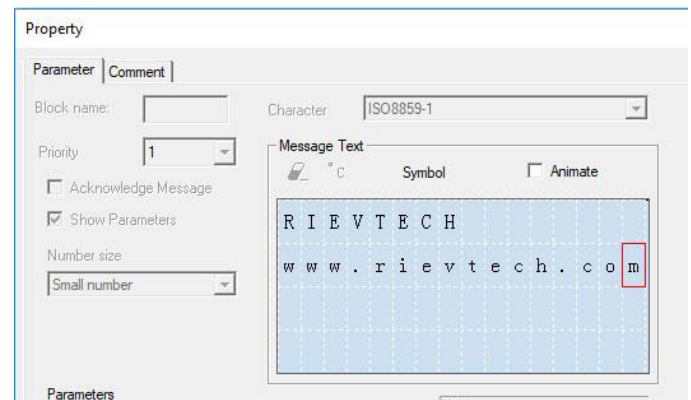 Property
Parameter Comment
Block name: Character ISO8859-1
Priority 1 Message Text
°C Symbol Animate
Acknowledge Message
Show Parameters
R I E V T E C H
Number size
w w w . r i e v t e c h . c o m
Small number
Parameters